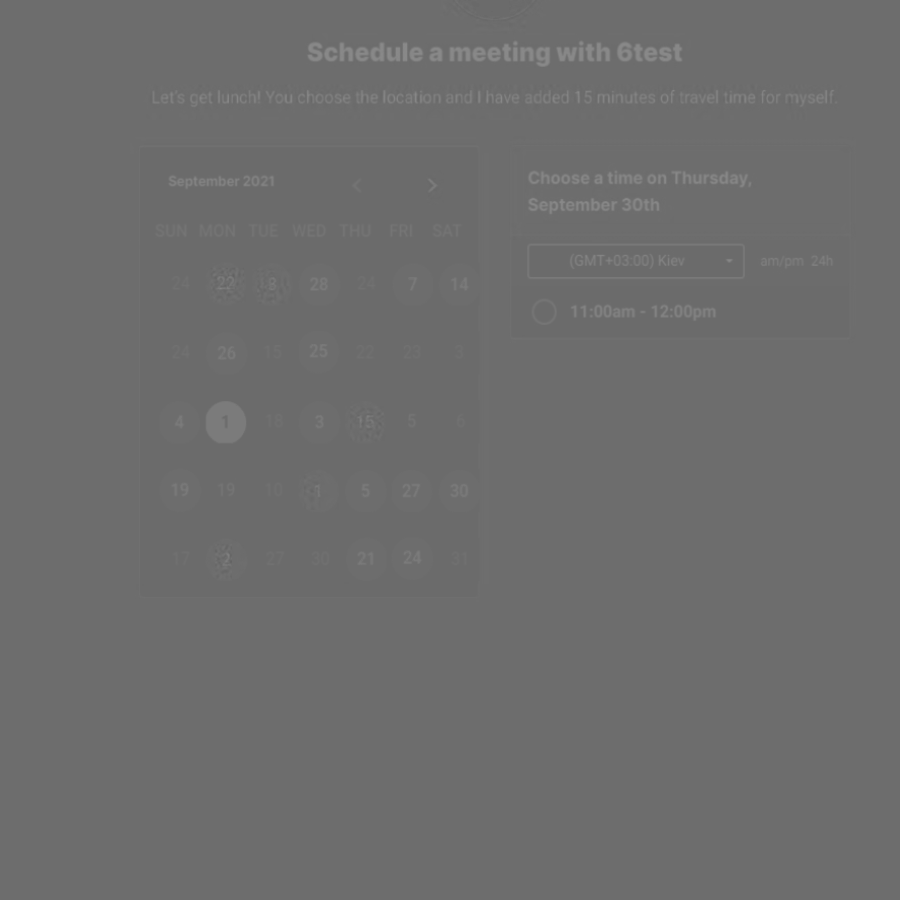 Schedule a meeting with 6test
Let's get lunch! You choose the location and I have added 15 minutes of travel time for myself.
September 2021
SUN MON TUE WED THU FRI SAT
24 22 8 28 24 7 14
24 26 15 25 23 3
4 1 18 3 15 5 6
19 19 10 1 5 27 30
17 2 27 30 21 24 31
Choose a time on Thursday,
September 30th
(GMT+03:00) Kiev am/pm 24h
11:00am - 12:00pm